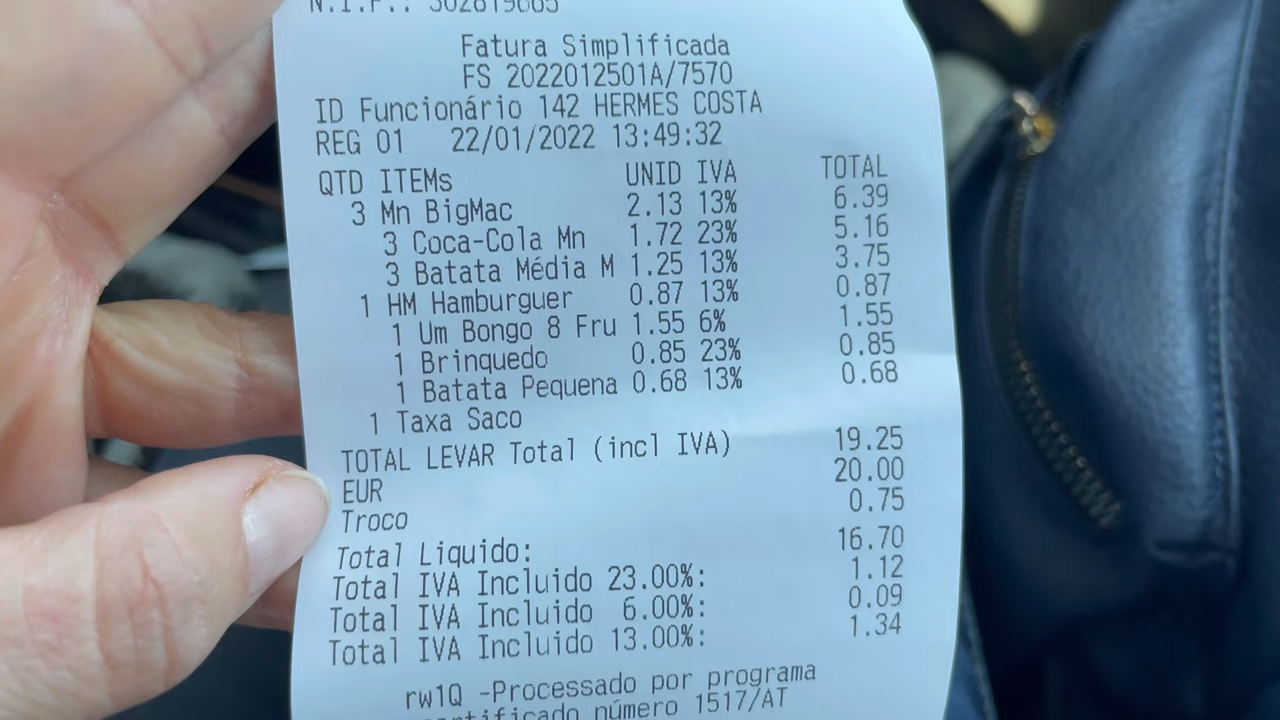 N.I.F.: 302819665
Fatura Simplificada
FS 2022012501A/7570
ID Funcionário 142 HERMES COSTA
REG 01 22/01/2022 13:49:32
QTD ITEMs UNID IVA TOTAL
3 Mn BigMac 2.13 13% 6.39
3 Coca-Cola Mn 1.72 23% 5.16
3 Batata Média M 1.25 13% 3.75
1 HM Hamburguer 0.87 13% 0.87
1 Um Bongo 8 Fru 1.55 6% 1.55
1 Brinquedo 0.85 23% 0.85
1 Batata Pequena 0.68 13% 0.68
1 Taxa Saco
TOTAL LEVAR Total (incl IVA) 19.25
EUR 20.00
Troco 0.75
Total Liquido: 16.70
Total IVA Incluido 23.00%: 1.12
Total IVA Incluido 6.00%: 0.09
Total IVA Incluido 13.00%: 1.34
rw1Q -Processado por programa
número 1517/AT